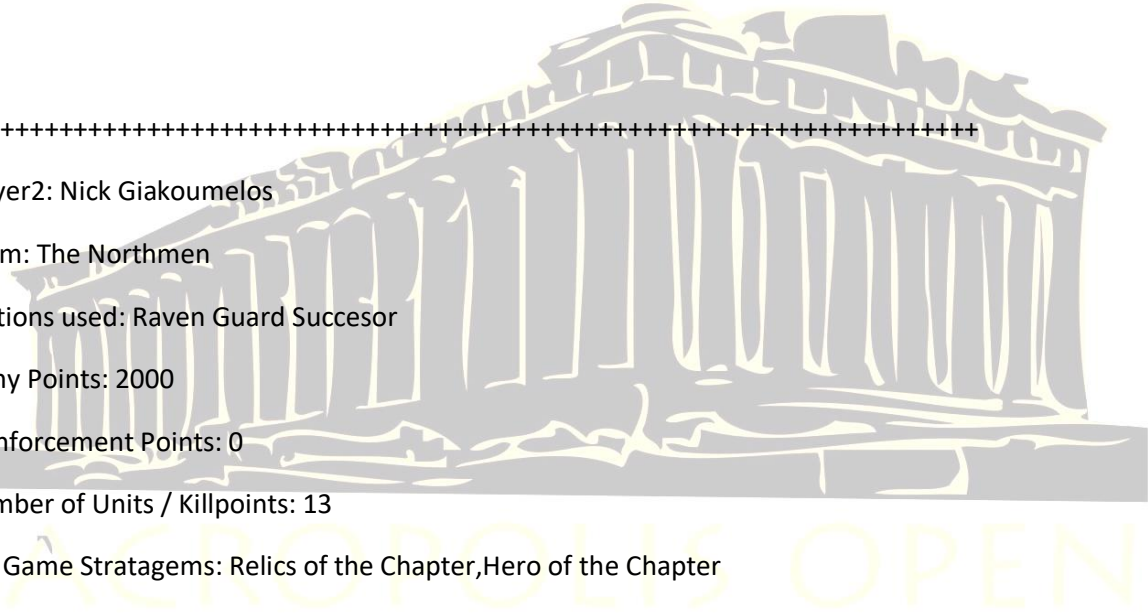 ++++++++++++++++++++++++++++++++++++++++++++++++++++++++++++++++++
yer2: Nick Giakoumelos
m: The Northmen
tions used: Raven Guard Succesor
ny Points: 2000
nforcement Points: 0
mber of Units / Killpoints: 13
Game Stratagems: Relics of the Chapter,Hero of the Chapter
ACROPOLIS OPEN